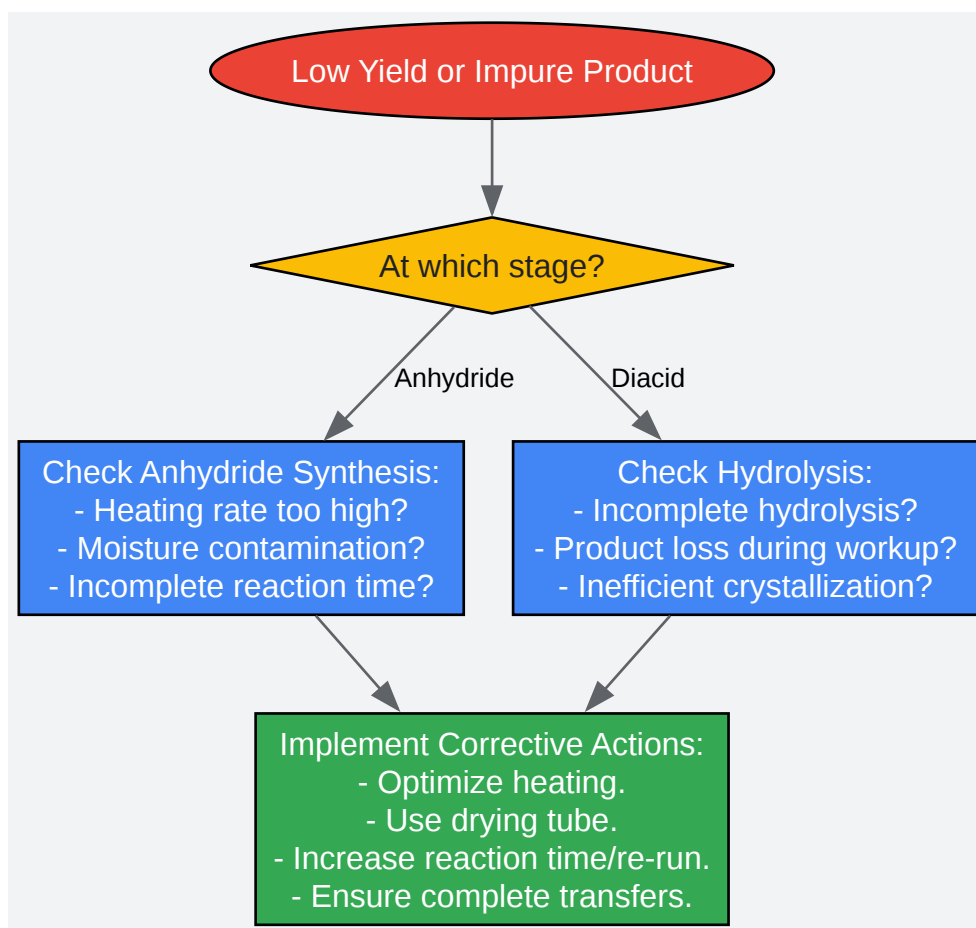 Low Yield or Impure Product
At which stage?
Anhydride
Diacid
Check Anhydride Synthesis:
- Heating rate too high?
- Moisture contamination?
- Incomplete reaction time?
Check Hydrolysis:
- Incomplete hydrolysis?
- Product loss during workup?
- Inefficient crystallization?
Implement Corrective Actions:
- Optimize heating.
- Use drying tube.
- Increase reaction time/re-run.
- Ensure complete transfers.